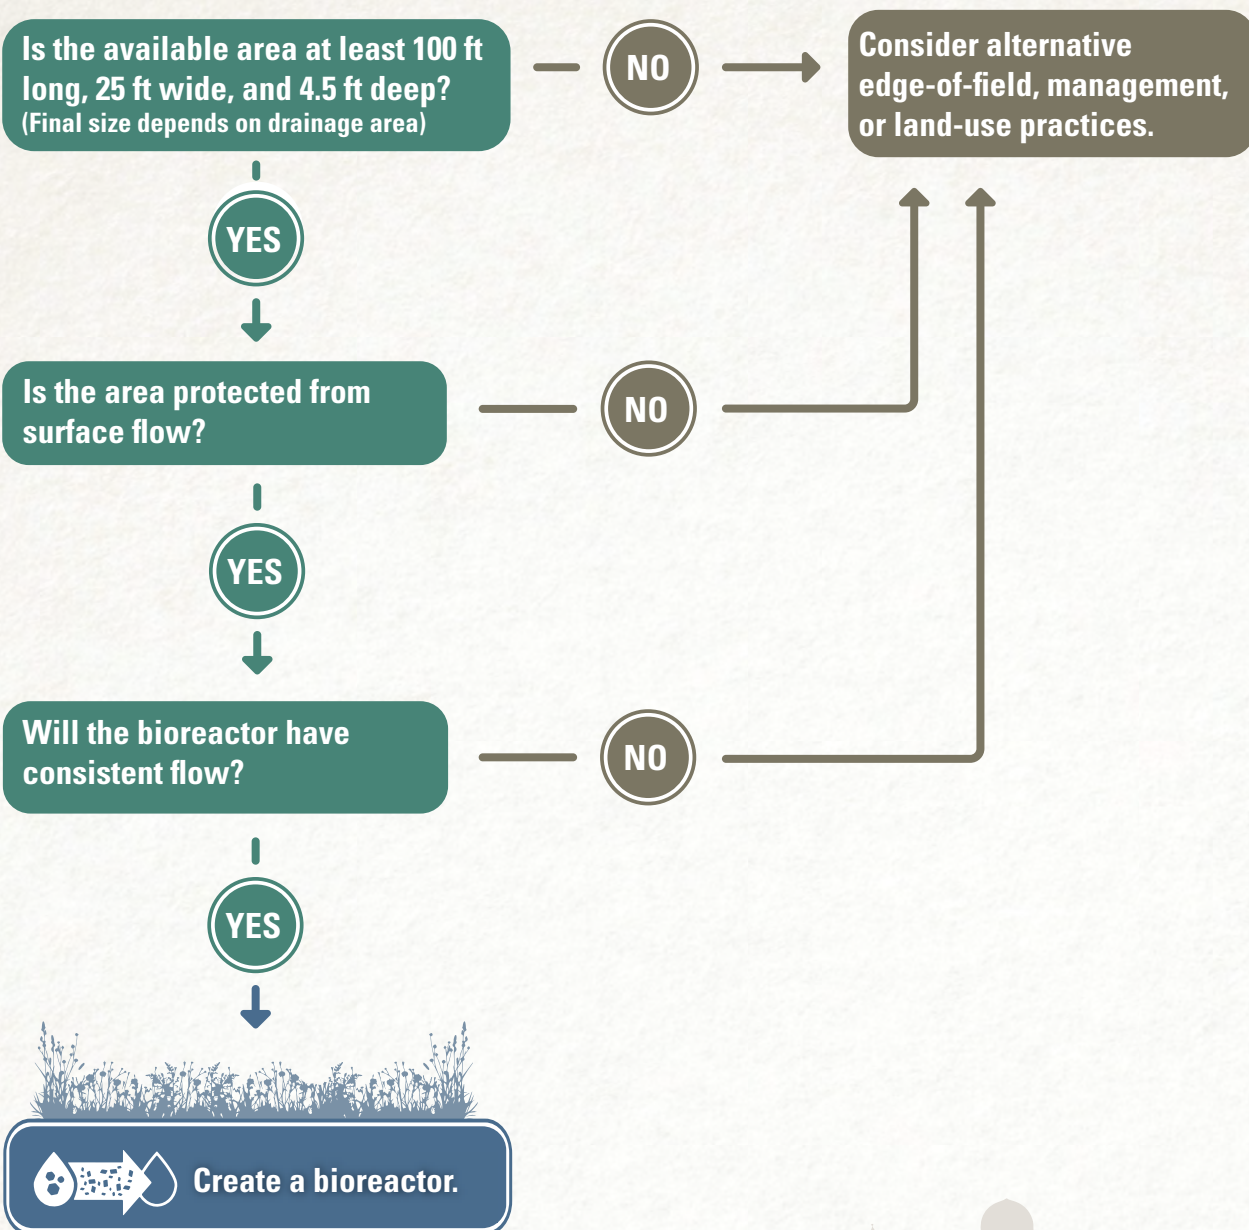 Is the available area at least 100 ft
long, 25 ft wide, and 4.5 ft deep?
(Final size depends on drainage area)
NO
Consider alternative
edge-of-field, management,
or land-use practices.
YES
Is the area protected from
surface flow?
NO
YES
Will the bioreactor have
consistent flow?
NO
YES
Create a bioreactor.